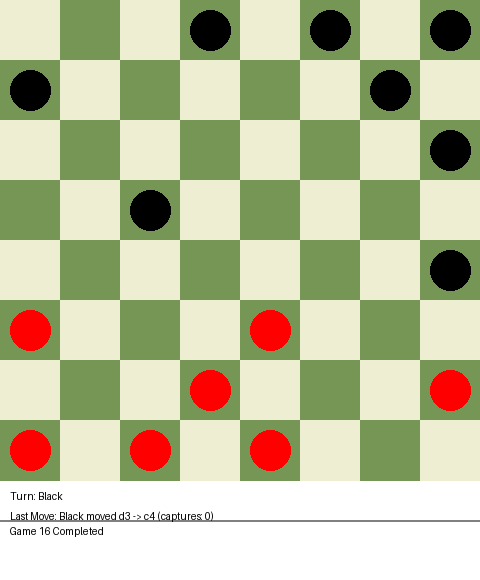 Turn: Black
Last Move: Black moved d3 -> c4 (captures: 0)
Game 16 Completed